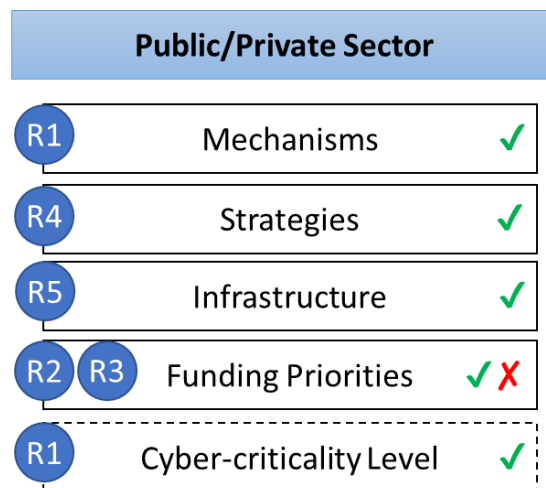 Public/Private Sector
R1 Mechanisms ✓
R4 Strategies ✓
R5 Infrastructure ✓
R2 R3 Funding Priorities ✓ ✗
R1 Cyber-criticality Level ✓